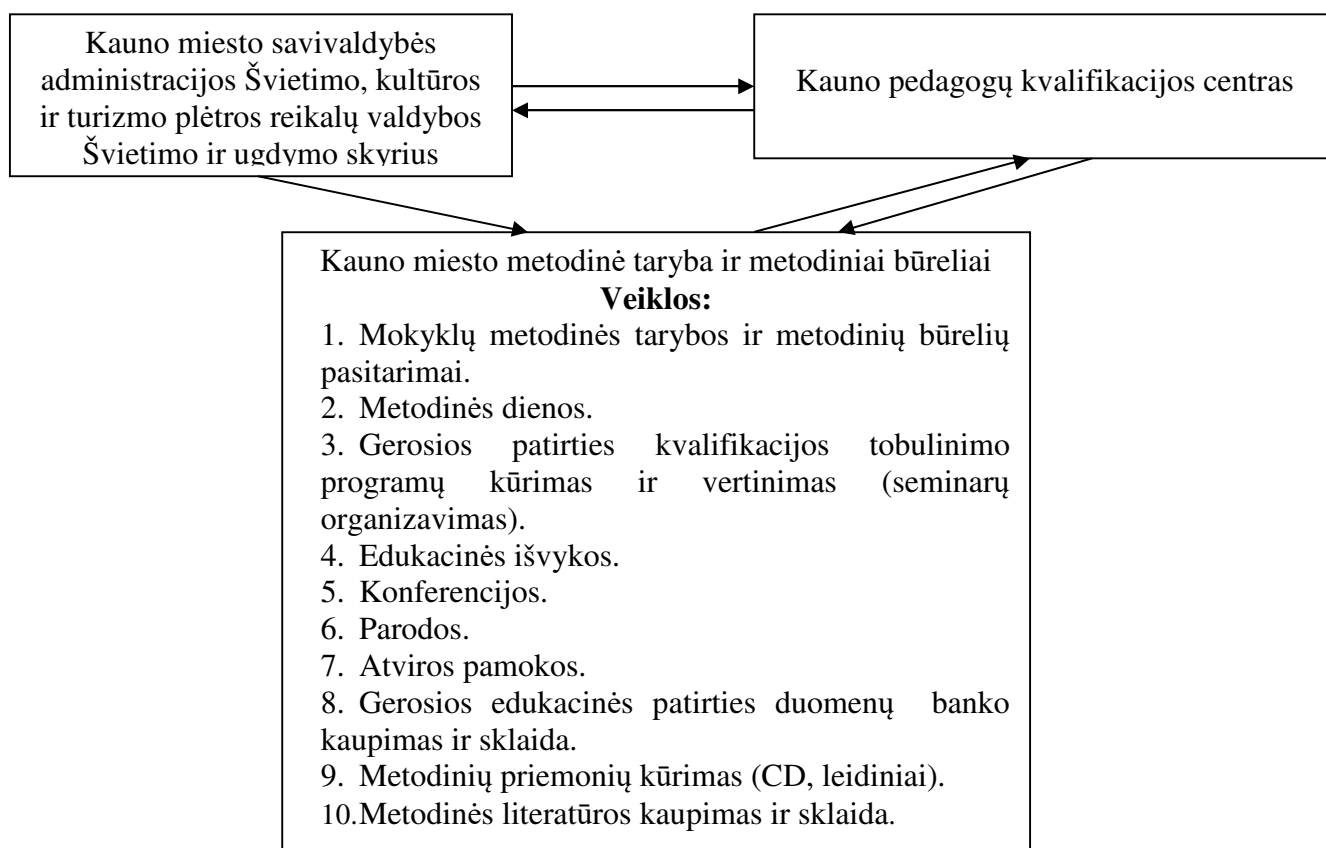 Kauno miesto savivaldybės
administracijos Švietimo, kultūros
ir turizmo plėtros reikalų valdybos
Švietimo ir ugdymo skyrius
Kauno pedagogų kvalifikacijos centras
Kauno miesto metodinė taryba ir metodiniai būreliai
Veiklos:
1. Mokyklų metodinės tarybos ir metodinių būrelių
pasitarimai.
2. Metodinės dienos.
3. Gerosios patirties kvalifikacijos tobulinimo
programų kūrimas ir vertinimas (seminarų
organizavimas).
4. Edukacinės išvykos.
5. Konferencijos.
6. Parodos.
7. Atviros pamokos.
8. Gerosios edukacinės patirties duomenų banko
kaupimas ir sklaida.
9. Metodinių priemonių kūrimas (CD, leidiniai).
10.Metodinės literatūros kaupimas ir sklaida.